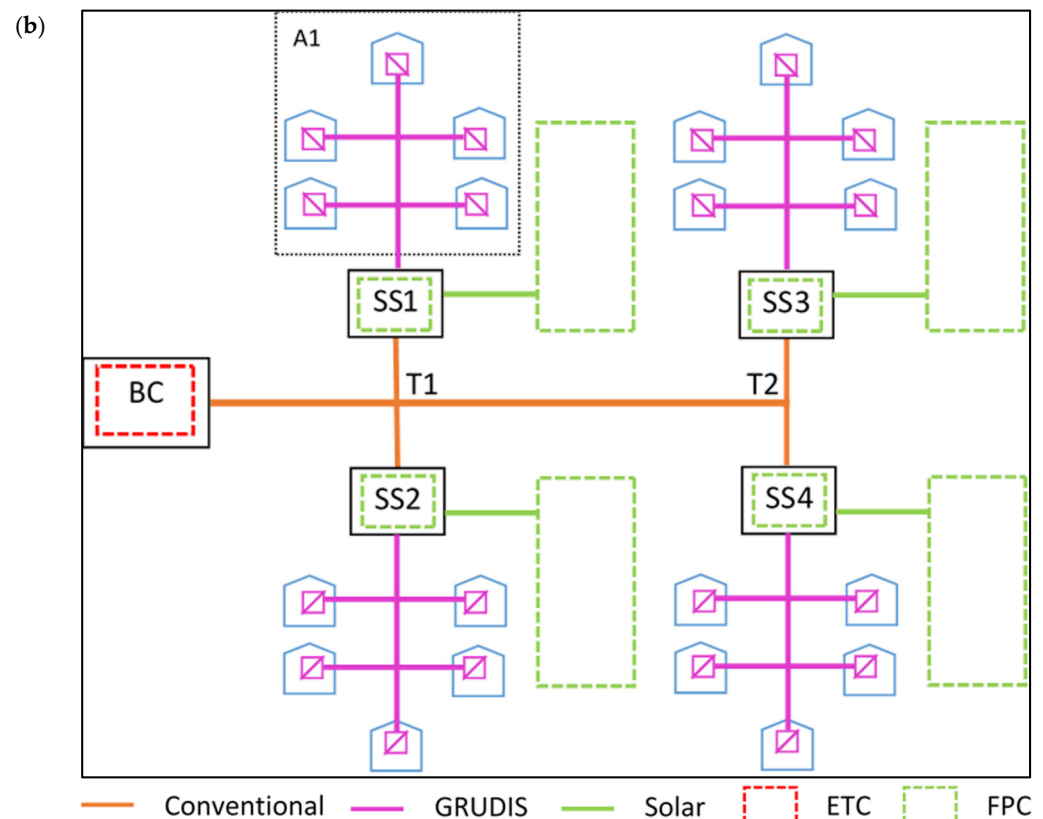 (b)
A1
SS1
SS3
T1
T2
BC
SS2
SS4
Conventional GRUDIS Solar ETC FPC